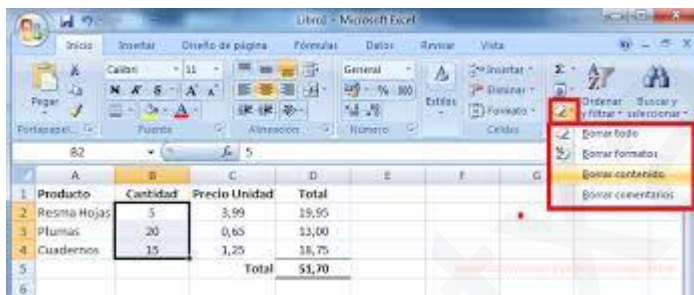 Libro1 - Microsoft Excel
Inicio Insertar Diseño de página Fórmulas Datos Revisar Vista
Calibri 11 General Insertar Σ
Pegar N K S A A % 000 Estilos Eliminar Ordenar y filtrar Buscar y seleccionar
Formato
Portapapel... Fuente Alineación Número Celdas
B2 fx 5
Borrar todo
Borrar formatos
Borrar contenido
Borrar comentarios
A B C D E F G
1 Producto Cantidad Precio Unidad Total
2 Resma Hojas 5 3,99 19,95
3 Plumas 20 0,65 13,00
4 Cuadernos 15 1,25 18,75
5 Total 51,70
6